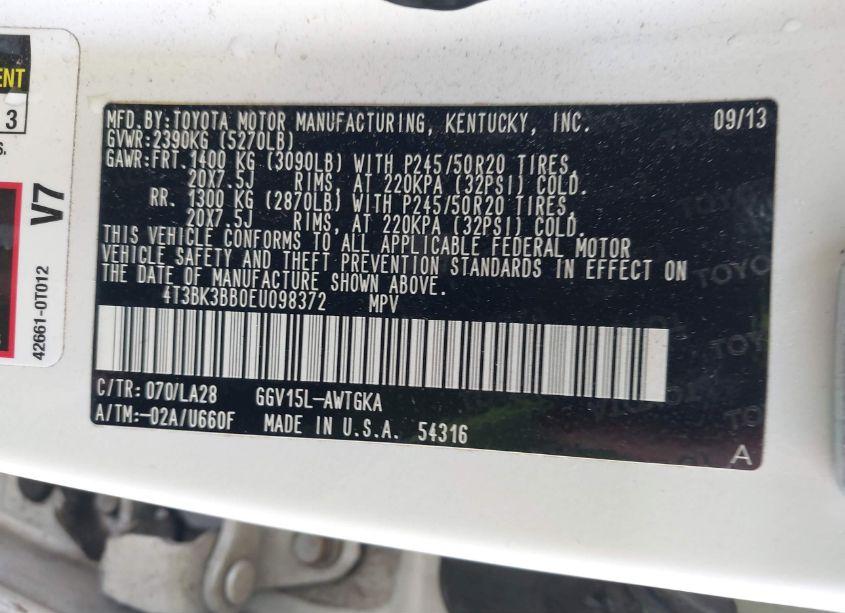 ENT
13
S.
V7
42661-0T012
MFD.BY:TOYOTA MOTOR MANUFACTURING, KENTUCKY, INC. 09/13
GVWR:2390KG (5270LB)
GAWR:FRT.1400 KG (3090LB) WITH P245/50R20 TIRES,
20X7.5J RIMS, AT 220KPA (32PSI) COLD.
RR. 1300 KG (2870LB) WITH P245/50R20 TIRES,
20X7.5J RIMS, AT 220KPA (32PSI) COLD.
THIS VEHICLE CONFORMS TO ALL APPLICABLE FEDERAL MOTOR
VEHICLE SAFETY AND THEFT PREVENTION STANDARDS IN EFFECT ON
THE DATE OF MANUFACTURE SHOWN ABOVE.
4T3BK3BB0EU098372 MPV
C/TR: 070/LA28 GGV15L-AWTGKA
A/TM:-02A/U660F MADE IN U.S.A. 54316
A